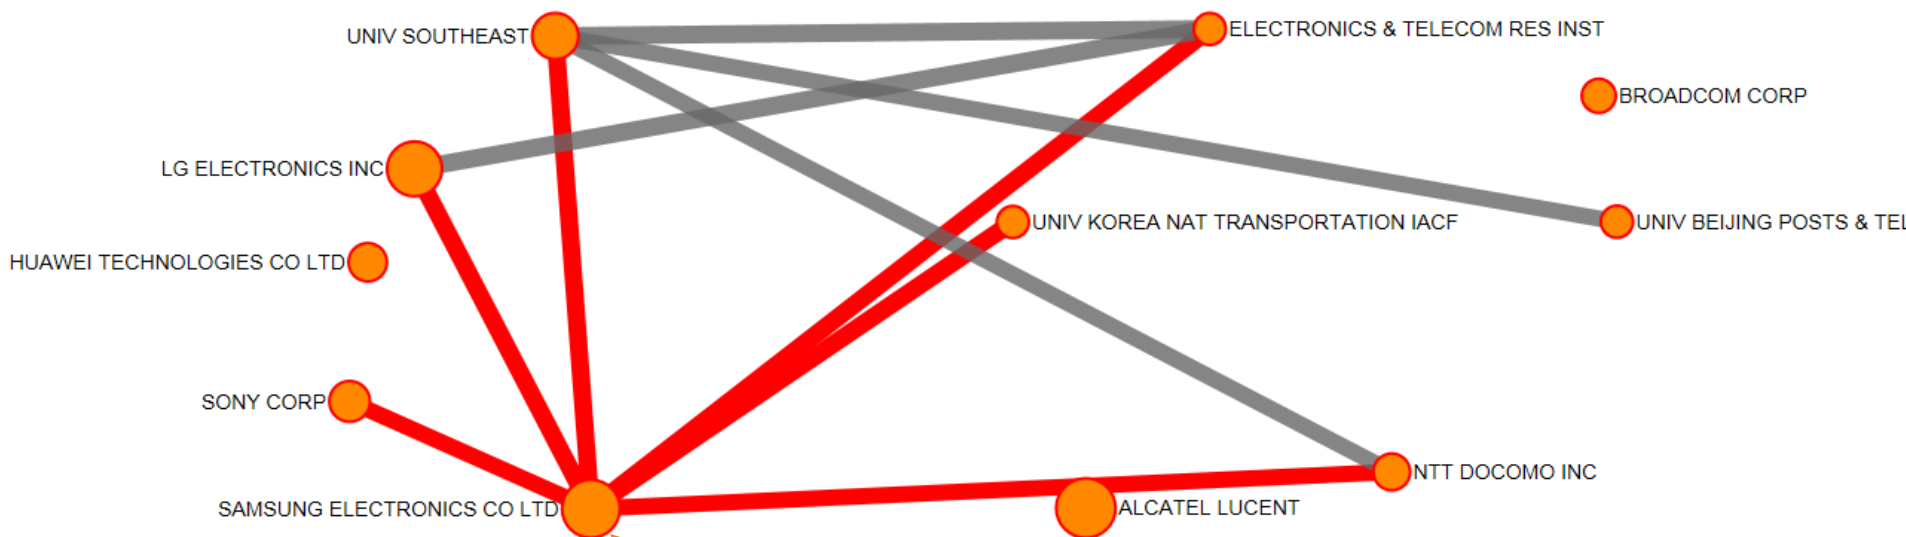 UNIV SOUTHEAST
ELECTRONICS & TELECOM RES INST
BROADCOM CORP
LG ELECTRONICS INC
UNIV KOREA NAT TRANSPORTATION IACF
UNIV BEIJING POSTS & TEL
HUAWEI TECHNOLOGIES CO LTD
SONY CORP
NTT DOCOMO INC
SAMSUNG ELECTRONICS CO LTD
ALCATEL LUCENT